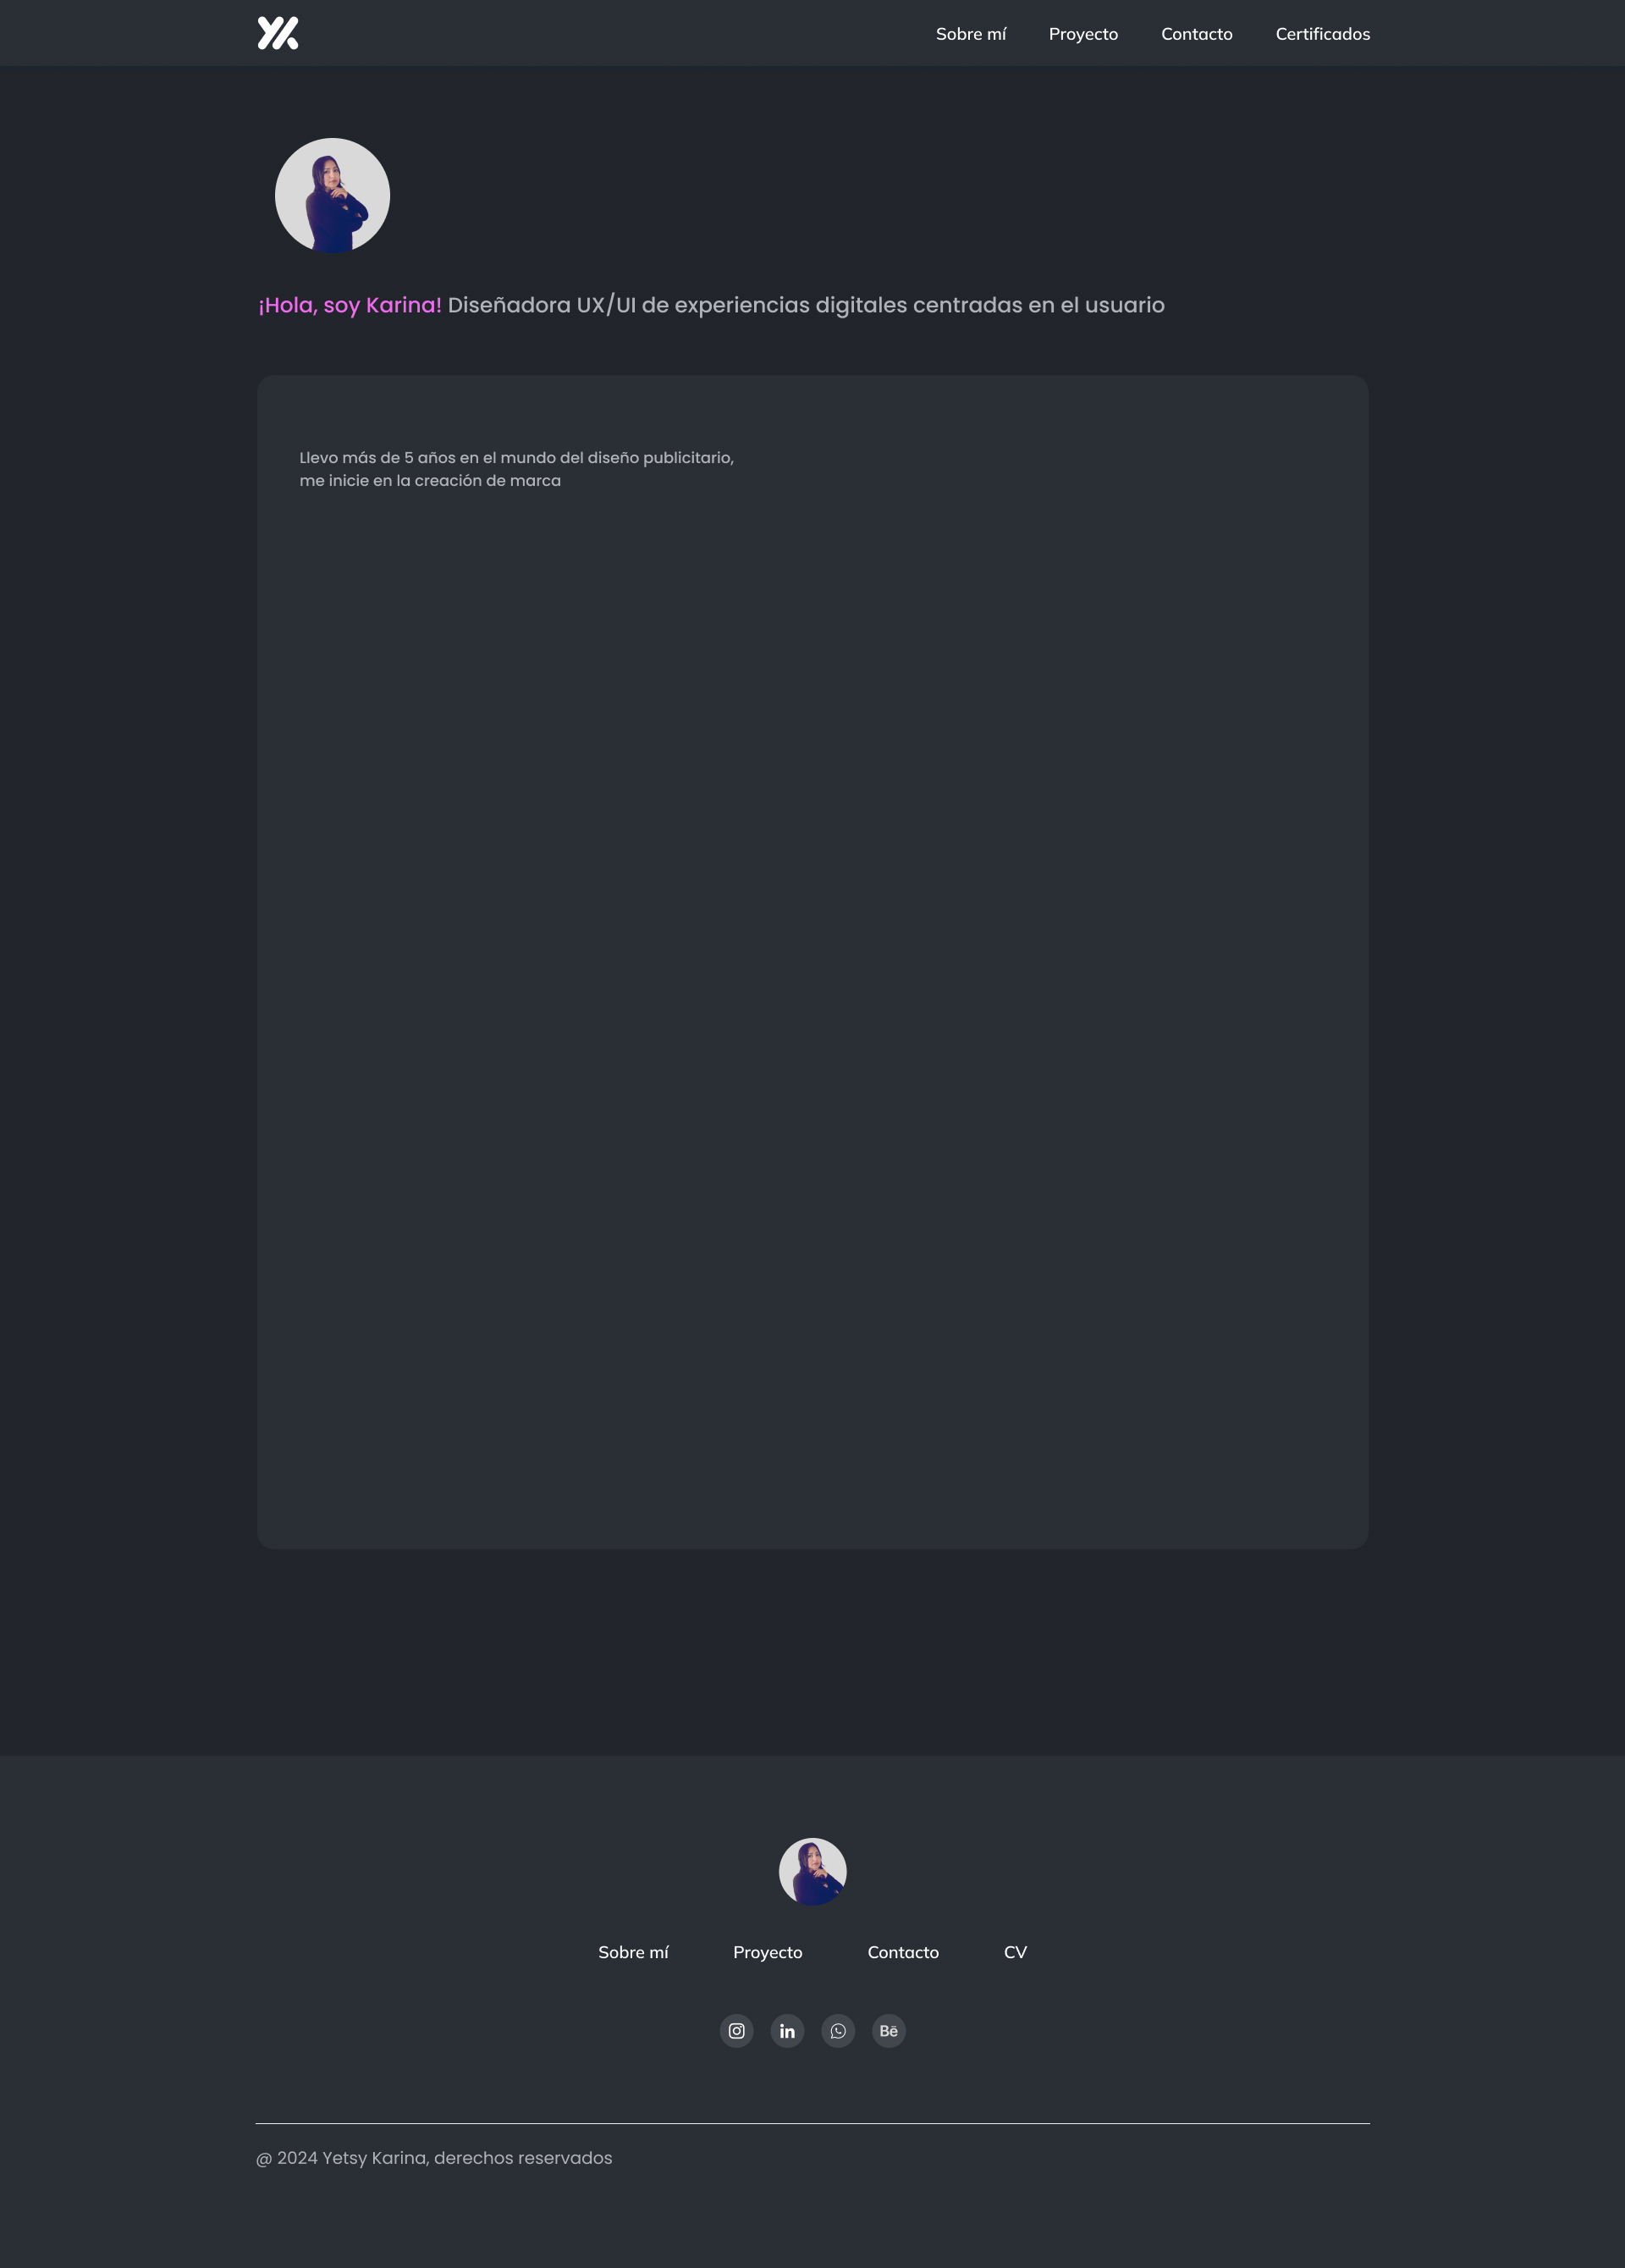 Sobre mí Proyecto Contacto Certificados
¡Hola, soy Karina! Diseñadora UX/UI de experiencias digitales centradas en el usuario
Llevo más de 5 años en el mundo del diseño publicitario,
me inicie en la creación de marca
Sobre mí Proyecto Contacto CV
in Bē
@ 2024 Yetsy Karina, derechos reservados